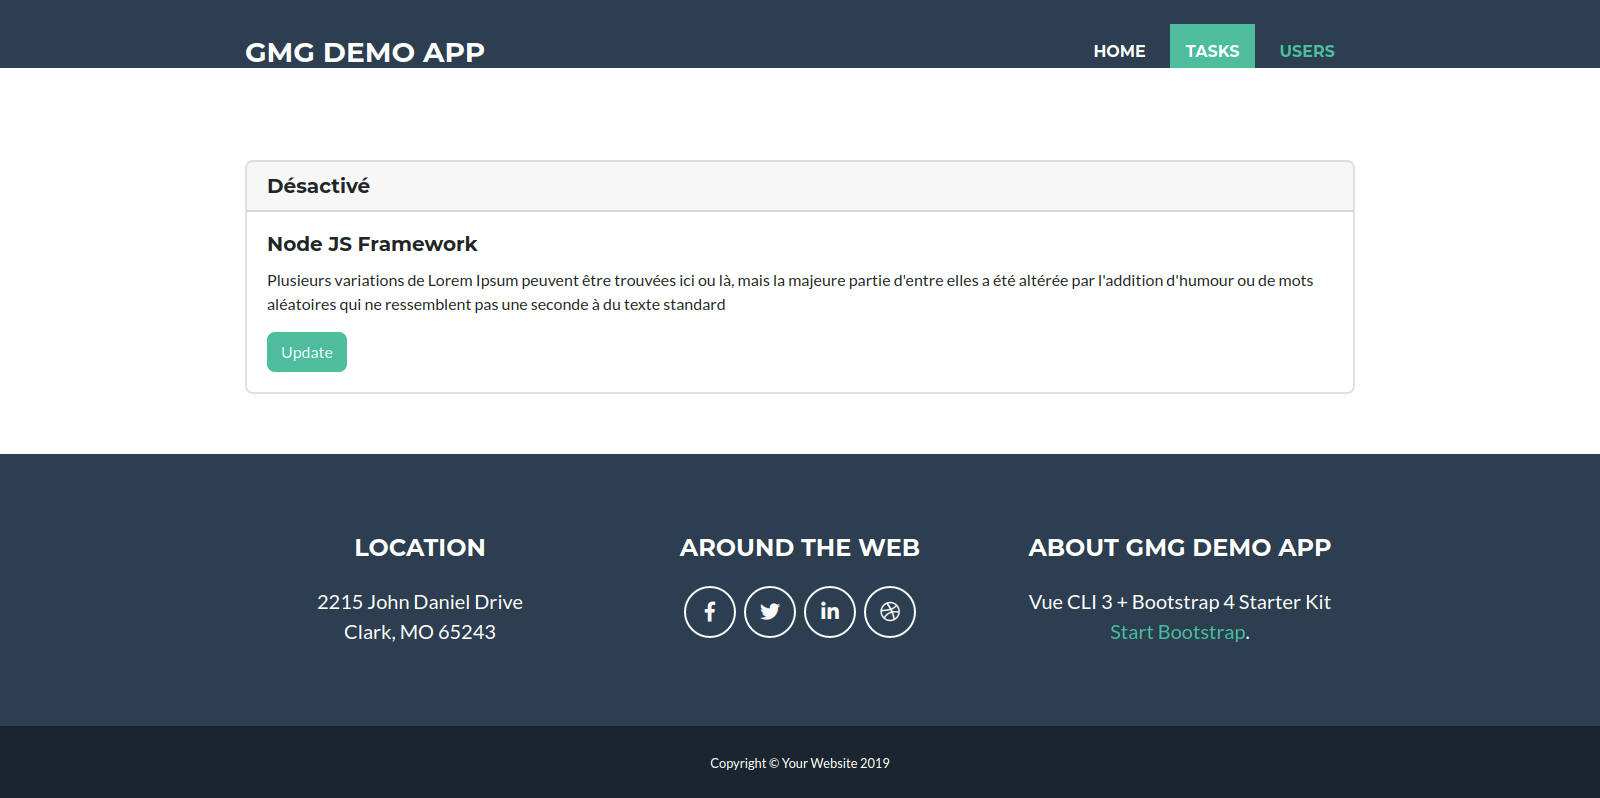 GMG DEMO APP
HOME TASKS USERS
Désactivé
Node JS Framework
Plusieurs variations de Lorem Ipsum peuvent être trouvées ici ou là, mais la majeure partie d'entre elles a été altérée par l'addition d'humour ou de mots
aléatoires qui ne ressemblent pas une seconde à du texte standard
Update
LOCATION
2215 John Daniel Drive
Clark, MO 65243
AROUND THE WEB
ABOUT GMG DEMO APP
Vue CLI 3 + Bootstrap 4 Starter Kit
Start Bootstrap.
Copyright © Your Website 2019